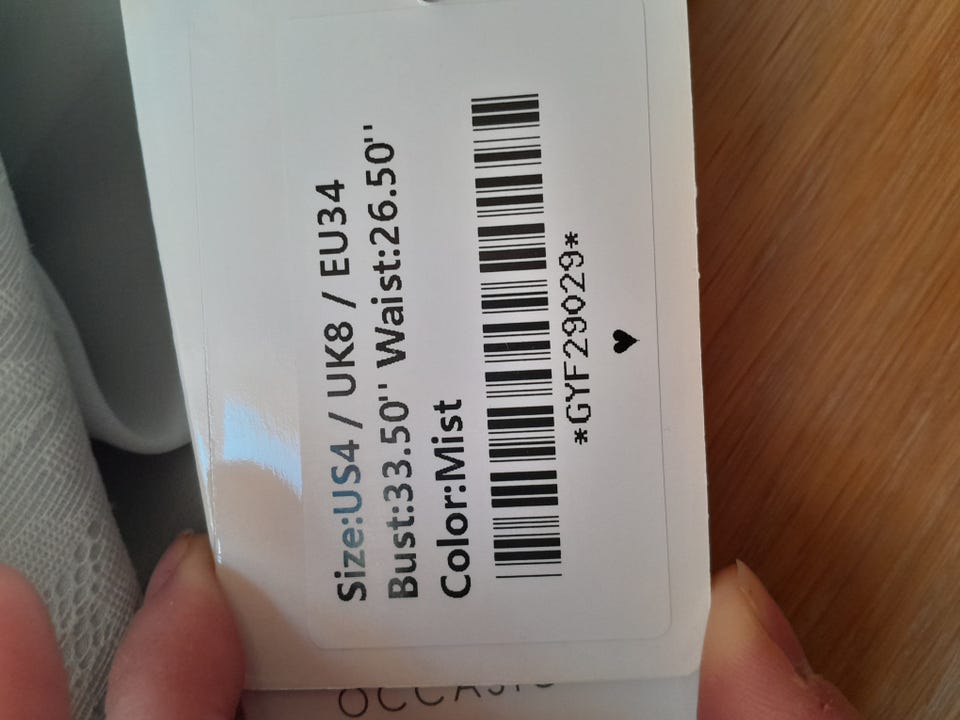 Size:US4 / UK8 / EU34
Bust:33.50'' Waist:26.50''
Color:Mist
*GYF29029*